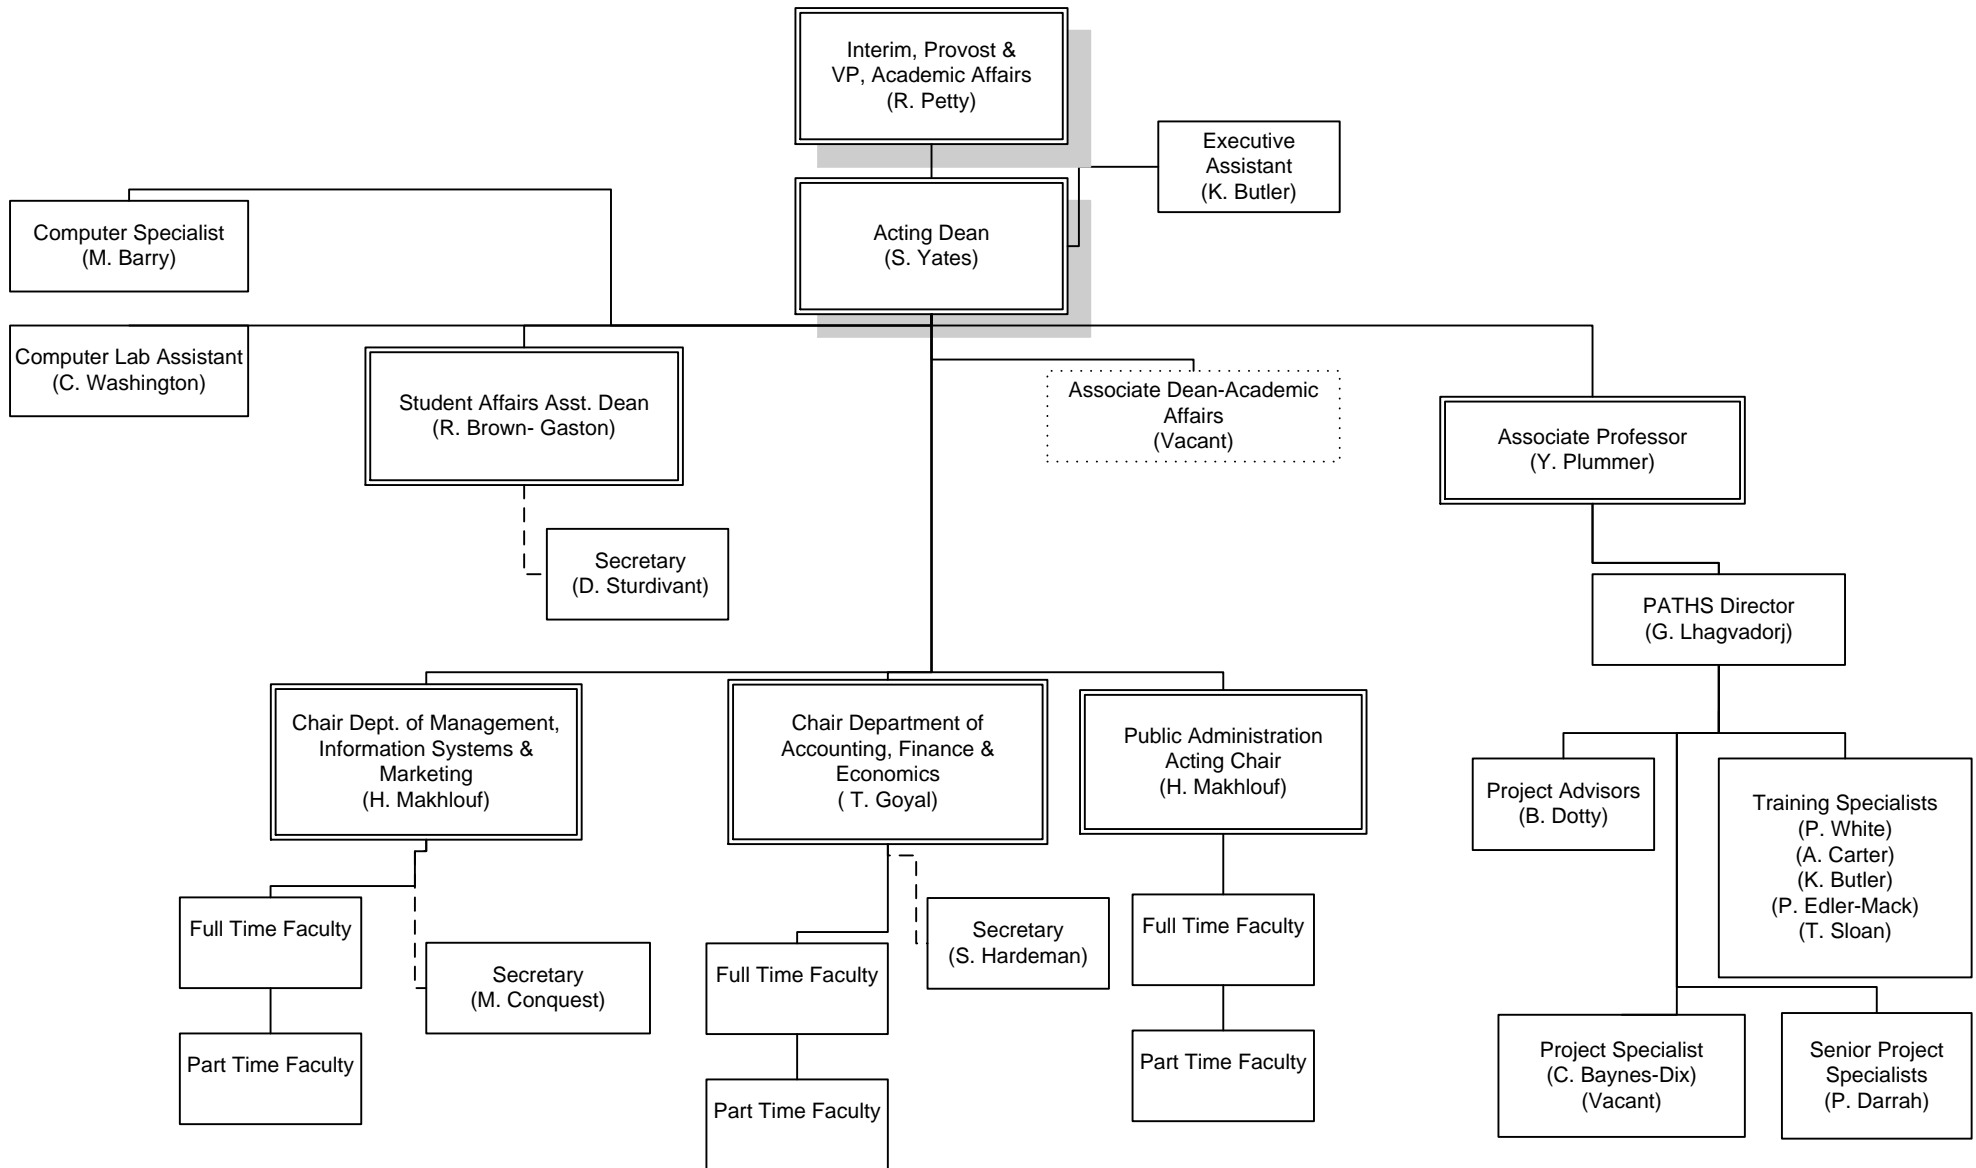 Interim, Provost &
VP, Academic Affairs
(R. Petty)
Executive
Assistant
(K. Butler)
Computer Specialist
(M. Barry)
Acting Dean
(S. Yates)
Computer Lab Assistant
(C. Washington)
Student Affairs Asst. Dean
(R. Brown- Gaston)
Associate Dean-Academic
Affairs
(Vacant)
Associate Professor
(Y. Plummer)
Secretary
(D. Sturdivant)
PATHS Director
(G. Lhagvadorj)
Chair Dept. of Management,
Information Systems &
Marketing
(H. Makhlouf)
Chair Department of
Accounting, Finance &
Economics
( T. Goyal)
Public Administration
Acting Chair
(H. Makhlouf)
Project Advisors
(B. Dotty)
Training Specialists
(P. White)
(A. Carter)
(K. Butler)
(P. Edler-Mack)
(T. Sloan)
Full Time Faculty
Secretary
(M. Conquest)
Part Time Faculty
Full Time Faculty
Secretary
(S. Hardeman)
Part Time Faculty
Full Time Faculty
Part Time Faculty
Project Specialist
(C. Baynes-Dix)
(Vacant)
Senior Project
Specialists
(P. Darrah)